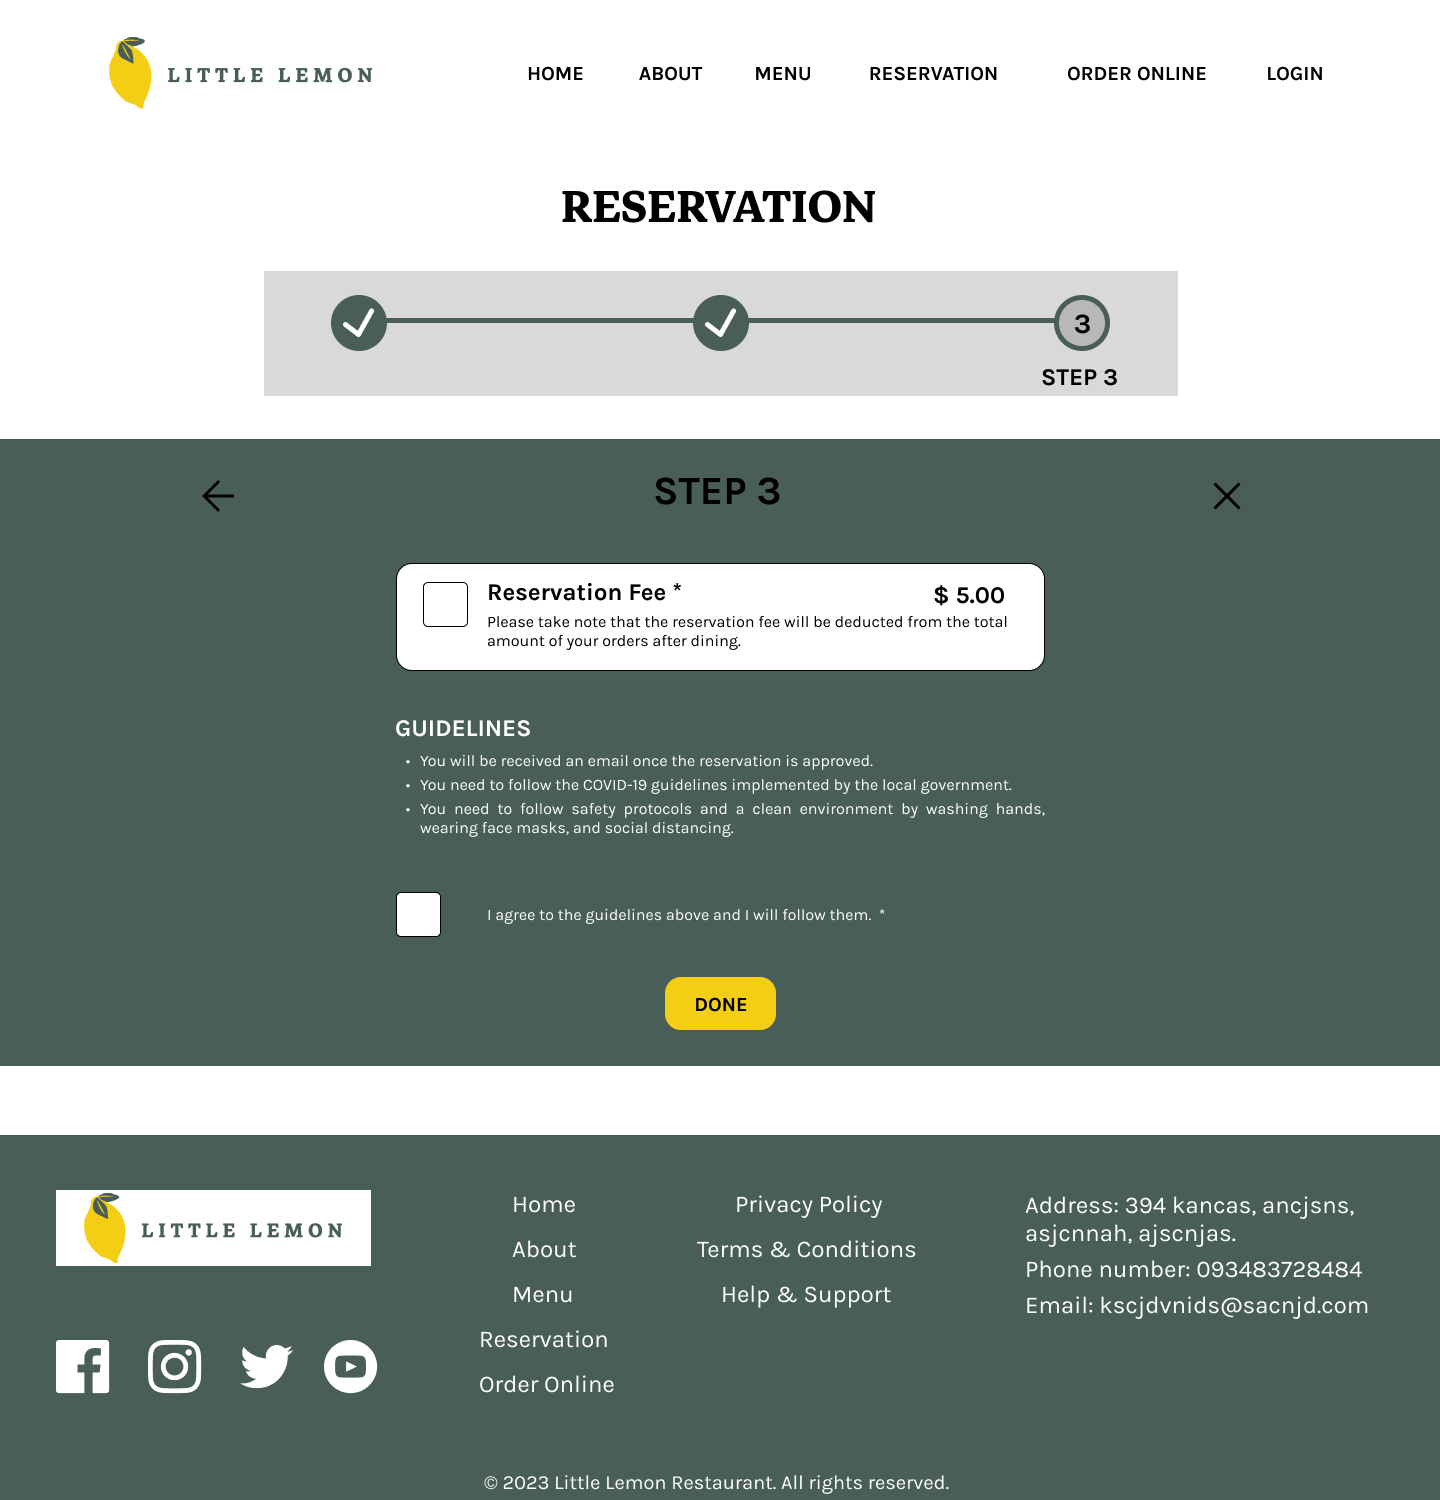 LITTLE LEMON
HOME ABOUT MENU RESERVATION ORDER ONLINE LOGIN
RESERVATION
3
STEP 3
STEP 3
Reservation Fee * $ 5.00
Please take note that the reservation fee will be deducted from the total
amount of your orders after dining.
GUIDELINES
• You will be received an email once the reservation is approved.
• You need to follow the COVID-19 guidelines implemented by the local government.
• You need to follow safety protocols and a clean environment by washing hands,
wearing face masks, and social distancing.
I agree to the guidelines above and I will follow them. *
DONE
LITTLE LEMON
Home
About
Menu
Reservation
Order Online
Privacy Policy
Terms & Conditions
Help & Support
Address: 394 kancas, ancjsns,
asjcnnah, ajscnjas.
Phone number: 093483728484
Email: kscjdvnids@sacnjd.com
© 2023 Little Lemon Restaurant. All rights reserved.